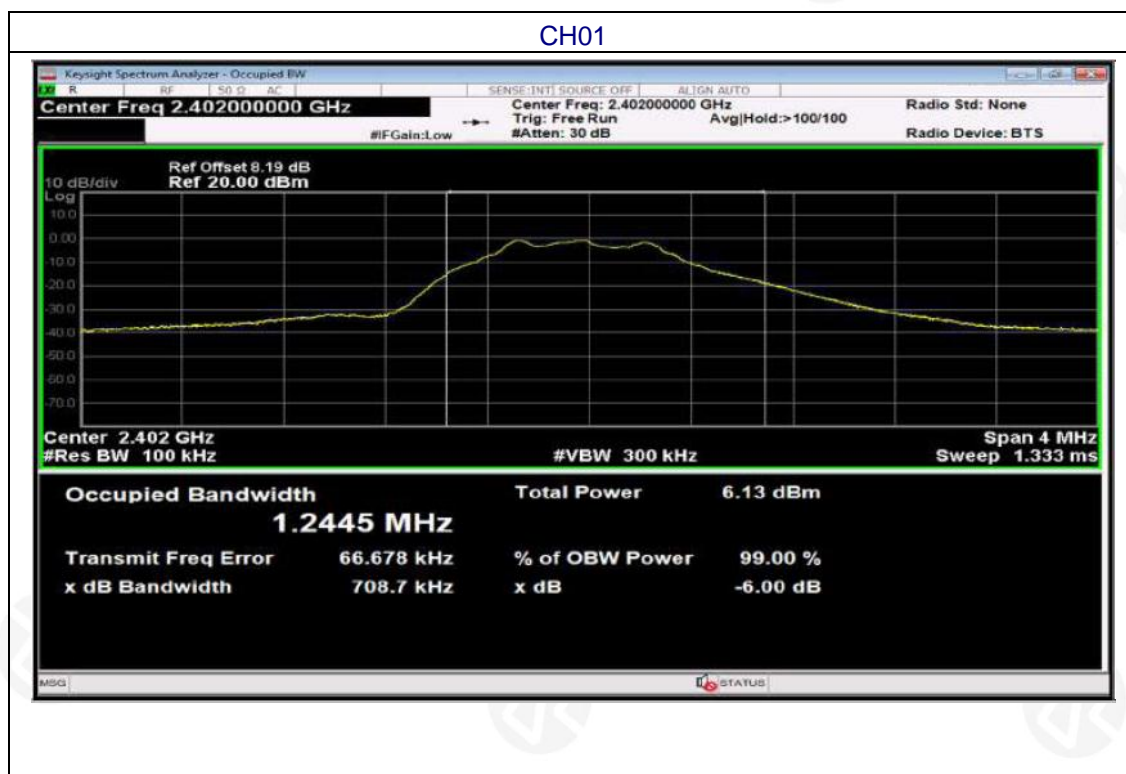 CH01
Keysight Spectrum Analyzer - Occupied BW
LXI R RF 50 Ω AC SENSE:INT SOURCE OFF ALIGN AUTO
Center Freq 2.402000000 GHz
Center Freq: 2.402000000 GHz
Radio Std: None
Trig: Free Run Avg|Hold:>100/100
#IFGain:Low #Atten: 30 dB
Radio Device: BTS
Ref Offset 8.19 dB
10 dB/div Ref 20.00 dBm
Log
10.0
0.00
-10.0
-20.0
-30.0
-40.0
-50.0
-60.0
-70.0
Center 2.402 GHz Span 4 MHz
#Res BW 100 kHz #VBW 300 kHz Sweep 1.333 ms
Occupied Bandwidth Total Power 6.13 dBm
1.2445 MHz
Transmit Freq Error 66.678 kHz % of OBW Power 99.00 %
x dB Bandwidth 708.7 kHz x dB -6.00 dB
MSG STATUS